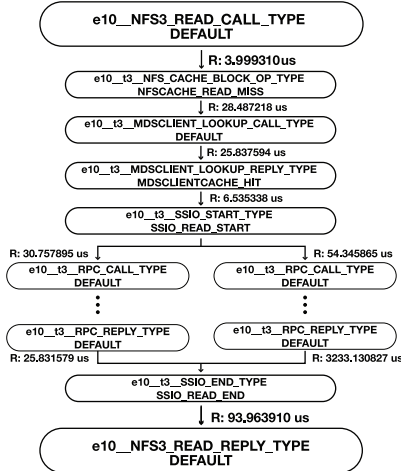 e10__NFS3_READ_CALL_TYPE
DEFAULT
R: 3.999310us
e10__t3__NFS_CACHE_BLOCK_OP_TYPE
NFSCACHE_READ_MISS
R: 28.487218 us
e10__t3__MDSCLIENT_LOOKUP_CALL_TYPE
DEFAULT
R: 25.837594 us
e10__t3__MDSCLIENT_LOOKUP_REPLY_TYPE
MDSCLIENTCACHE_HIT
R: 6.535338 us
e10__t3__SSIO_START_TYPE
SSIO_READ_START
R: 30.757895 us
R: 54.345865 us
e10__t3__RPC_CALL_TYPE
DEFAULT
e10__t3__RPC_CALL_TYPE
DEFAULT
e10__t3__RPC_REPLY_TYPE
DEFAULT
e10__t3__RPC_REPLY_TYPE
DEFAULT
R: 25.831579 us
R: 3233.130827 us
e10__t3__SSIO_END_TYPE
SSIO_READ_END
R: 93.963910 us
e10__NFS3_READ_REPLY_TYPE
DEFAULT